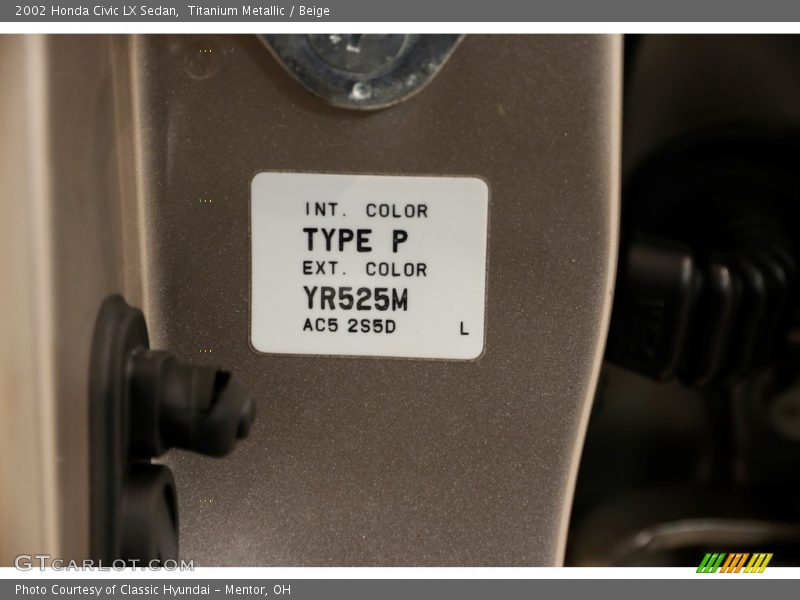 2002 Honda Civic LX Sedan,  Titanium Metallic / Beige
INT. COLOR
TYPE P
EXT. COLOR
YR525M
AC5 2S5D L
GTCARLOT.COM
Photo Courtesy of Classic Hyundai - Mentor, OH